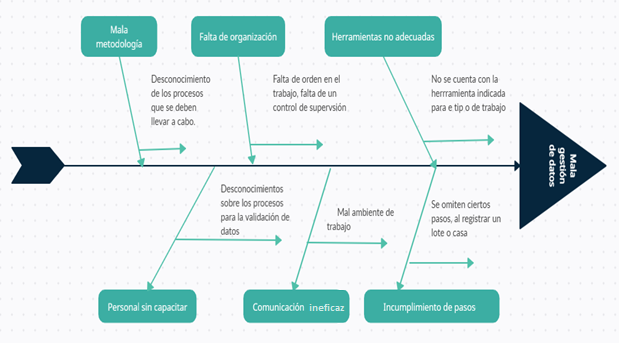 Mala
metodología
Falta de organización
Herramientas no adecuadas
Desconocimiento
de los procesos
que se deben
llevar a cabo.
Falta de orden en el
trabajo, falta de un
control de supervsión
No se cuenta con la
herrramienta indicada
para e tip o de trabajo
Mala
gestión
de datos
Desconocimientos
sobre los procesos
para la validación de
datos
Mal ambiente de
trabajo
Se omiten ciertos
pasos, al registrar un
lote o casa
Personal sin capacitar
Comunicación ineficaz
Incumplimiento de pasos